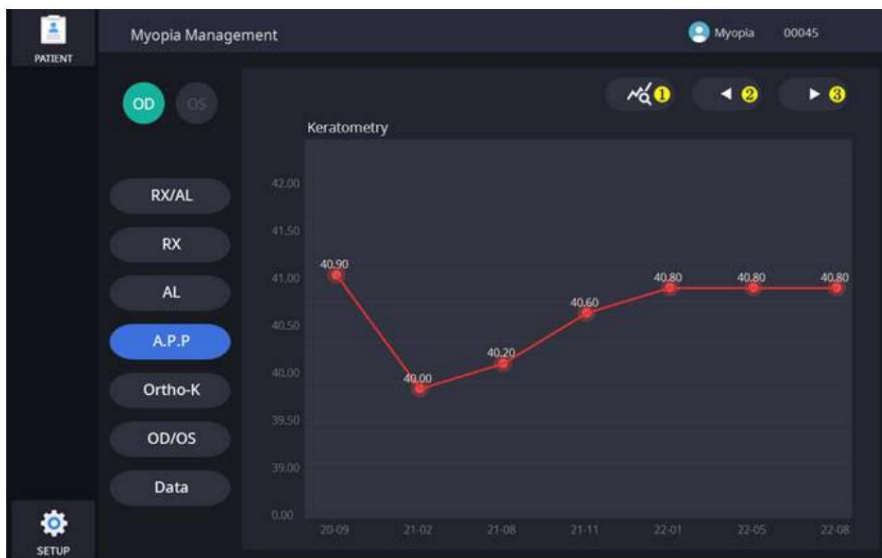 PATIENT
Myopia Management
Myopia 00045
OD OS
1 2 3
Keratometry
RX/AL
RX
AL
A.P.P
Ortho-K
OD/OS
Data
42.00
41.50
41.00
40.50
40.00
39.50
39.00
0.00
40.90
40.00
40.20
40.60
40.80
40.80
40.80
20-09 21-02 21-08 21-11 22-01 22-05 22-08
SETUP